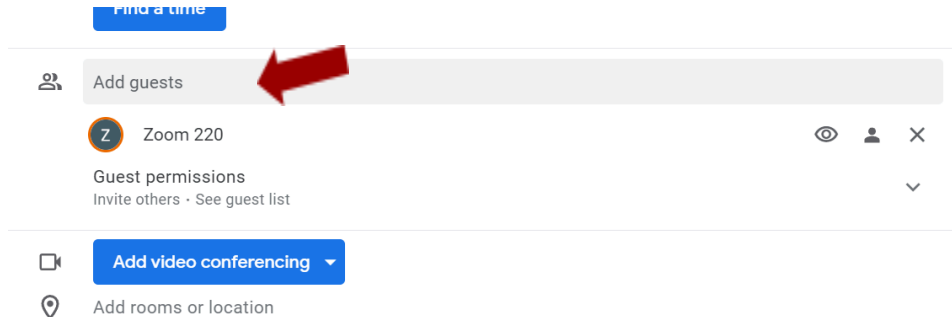 Find a time
Add guests
Z Zoom 220
Guest permissions
Invite others · See guest list
Add video conferencing
Add rooms or location